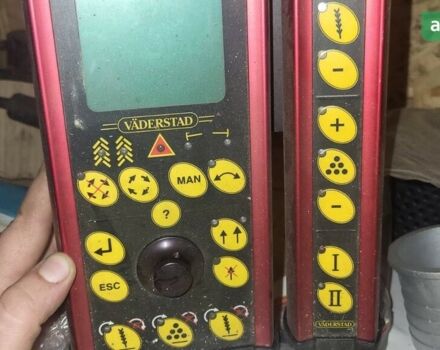 a
VÄDERSTAD
MAN
?
ESC
I
II
VÄDERSTAD